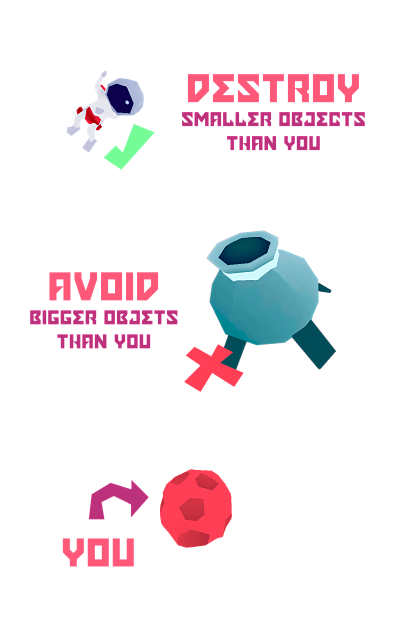 DESTROY
SMALLER OBJECTS
THAN YOU
AVOID
BIGGER OBJETS
THAN YOU
YOU